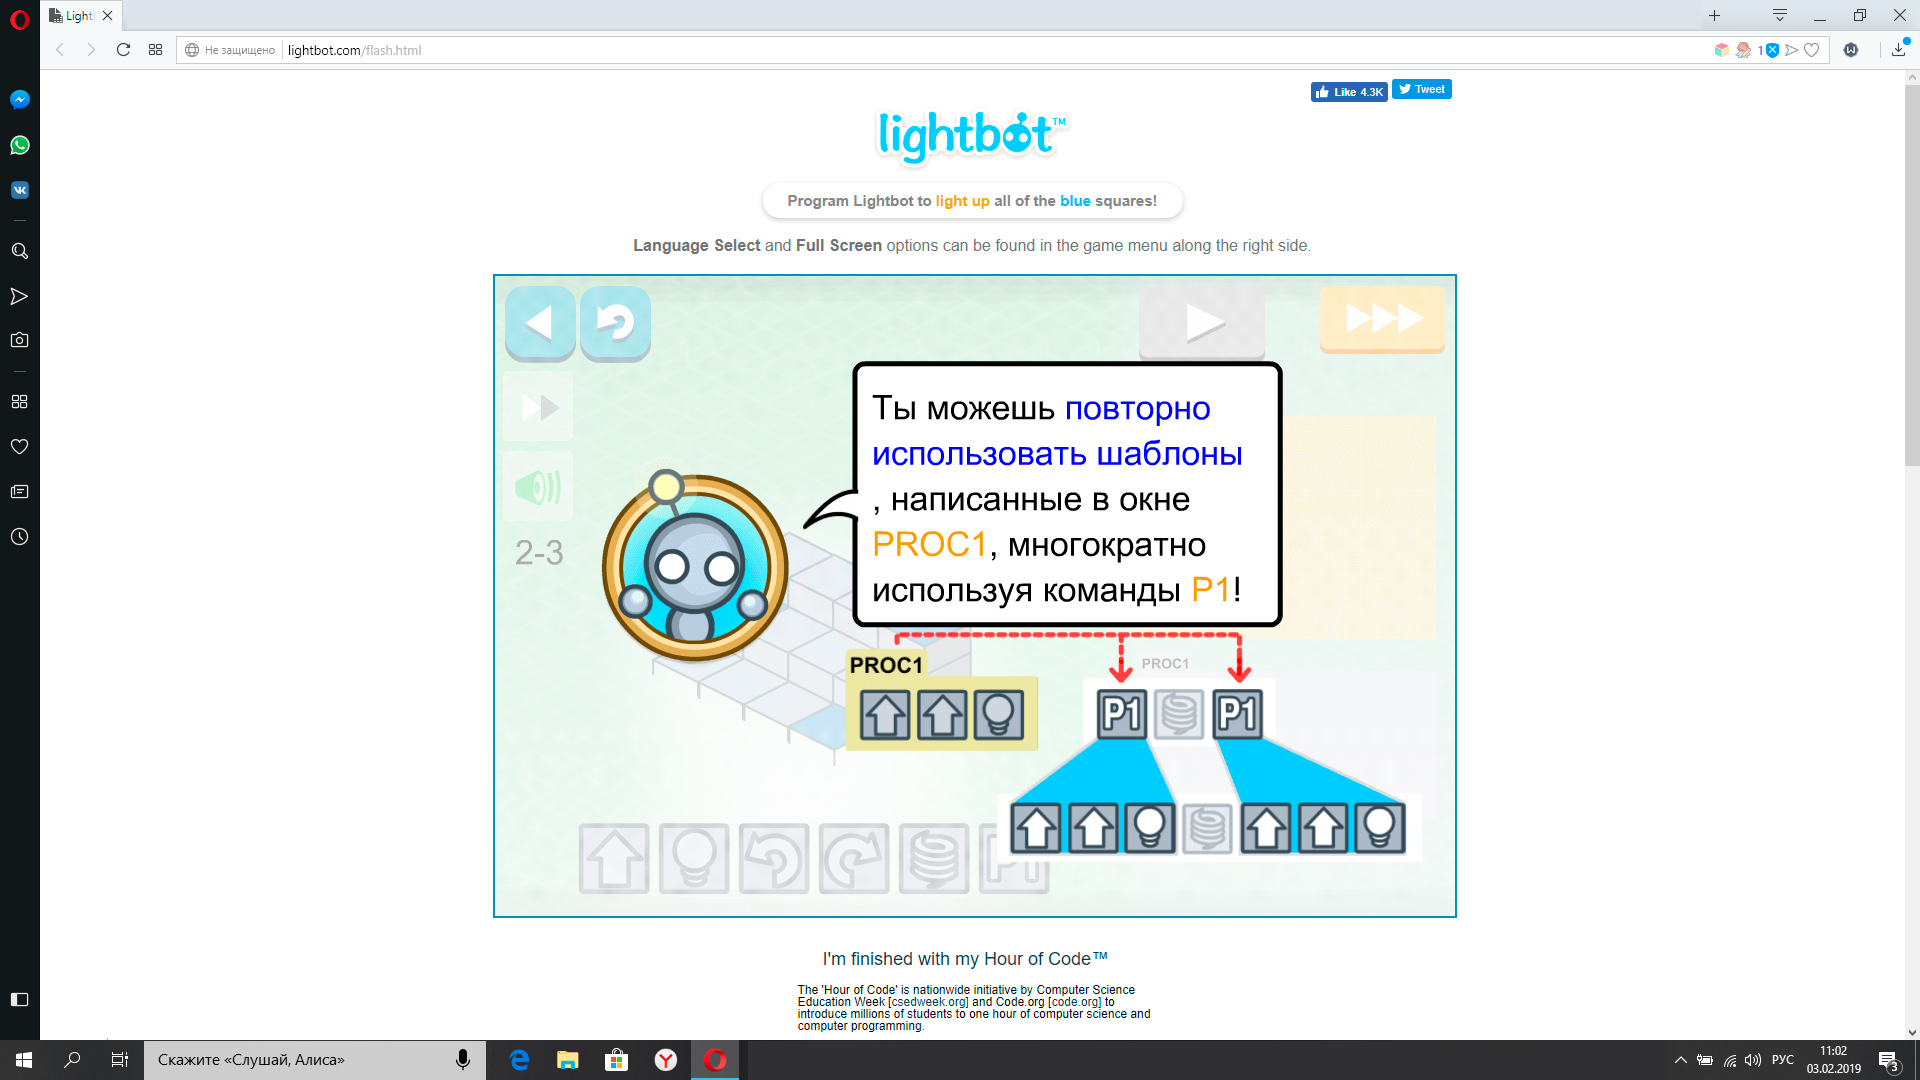 Lightl
Не защищено
lightbot.com/flash.html
1
Like 4.3K
Tweet
lightbot™
Program Lightbot to light up all of the blue squares!
Language Select and Full Screen options can be found in the game menu along the right side.
2-3
Ты можешь повторно
использовать шаблоны
, написанные в окне
PROC1, многократно
используя команды P1!
PROC1
PROC1
P1
P1
P1
I'm finished with my Hour of Code™
The 'Hour of Code' is nationwide initiative by Computer Science
Education Week [csedweek.org] and Code.org [code.org] to
introduce millions of students to one hour of computer science and
computer programming.
Скажите «Слушай, Алиса»
РУС
11:02
03.02.2019
3